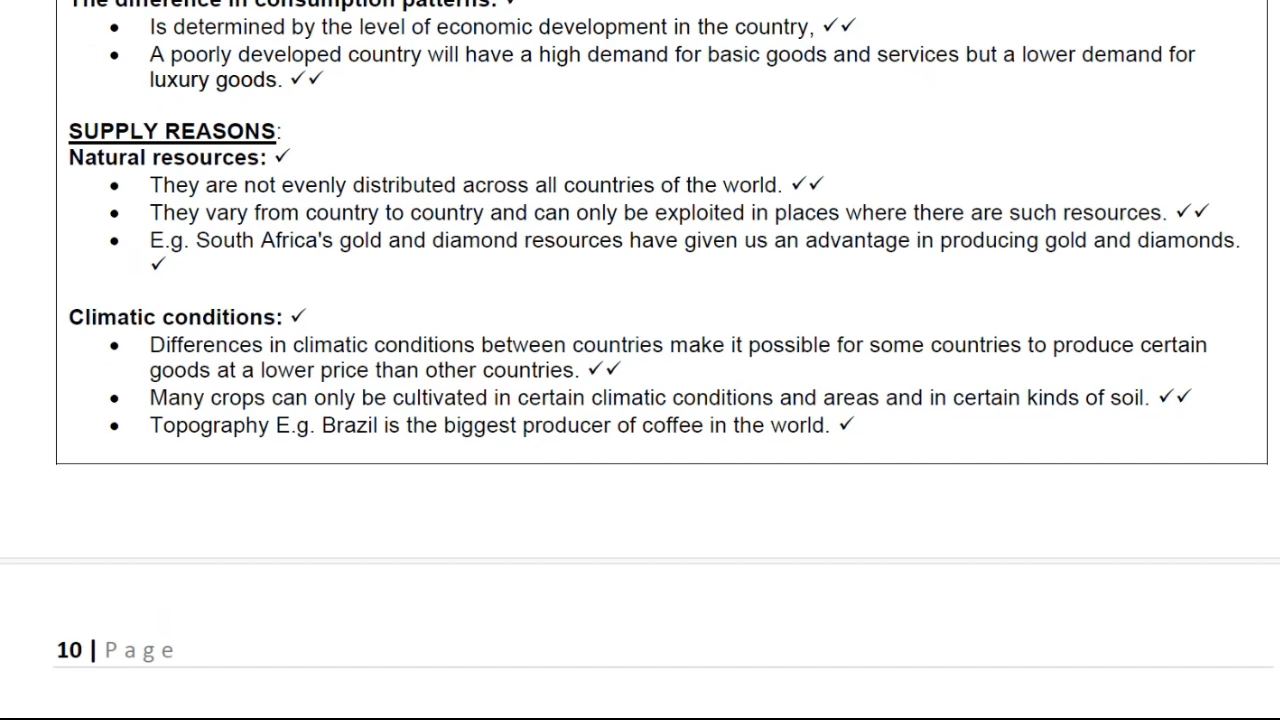 The difference in consumption patterns: ✓
• Is determined by the level of economic development in the country, ✓✓
• A poorly developed country will have a high demand for basic goods and services but a lower demand for
luxury goods. ✓✓
SUPPLY REASONS:
Natural resources: ✓
• They are not evenly distributed across all countries of the world. ✓✓
• They vary from country to country and can only be exploited in places where there are such resources. ✓✓
• E.g. South Africa's gold and diamond resources have given us an advantage in producing gold and diamonds.
✓
Climatic conditions: ✓
• Differences in climatic conditions between countries make it possible for some countries to produce certain
goods at a lower price than other countries. ✓✓
• Many crops can only be cultivated in certain climatic conditions and areas and in certain kinds of soil. ✓✓
• Topography E.g. Brazil is the biggest producer of coffee in the world. ✓
10 | Page